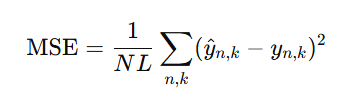 MSE = \frac{1}{NL} \sum_{n,k} (\hat{y}_{n,k} - y_{n,k})^2